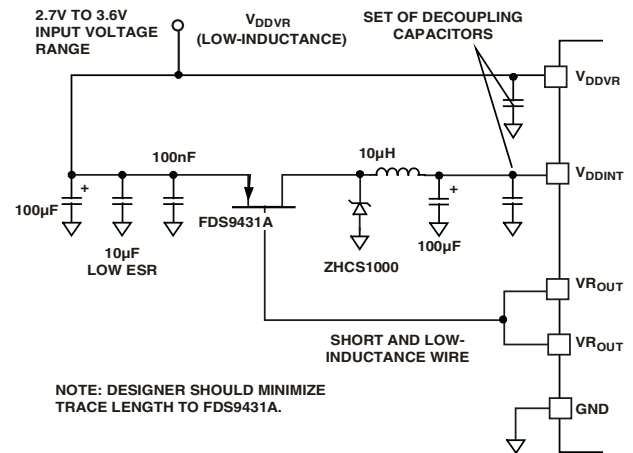 2.7V TO 3.6V
INPUT VOLTAGE
RANGE
VDDVR
(LOW-INDUCTANCE)
SET OF DECOUPLING
CAPACITORS
VDDVR
100nF
10µH
VDDINT
+
100µF
10µF
LOW ESR
FDS9431A
ZHCS1000
+
100µF
VROUT
SHORT AND LOW-
INDUCTANCE WIRE
VROUT
NOTE: DESIGNER SHOULD MINIMIZE
TRACE LENGTH TO FDS9431A.
GND